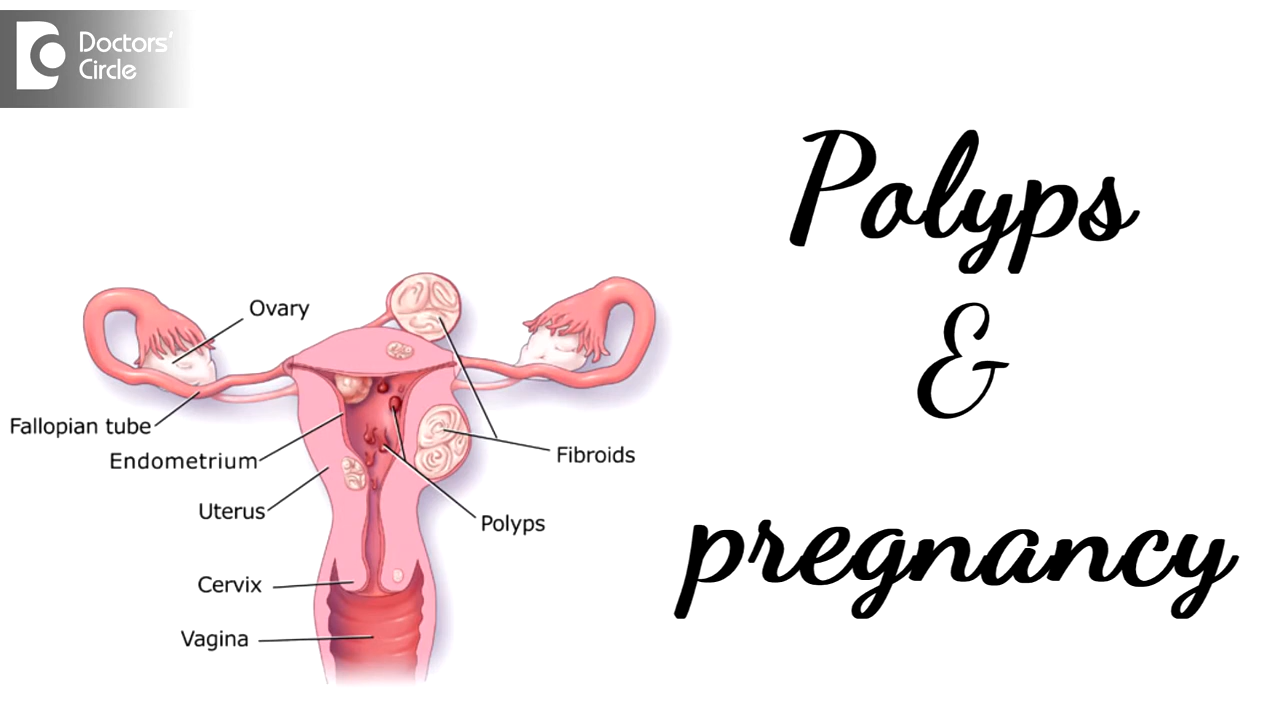 Doctors'
Circle
Polyps
&
pregnancy
Ovary
Fallopian tube
Endometrium
Uterus
Cervix
Vagina
Fibroids
Polyps